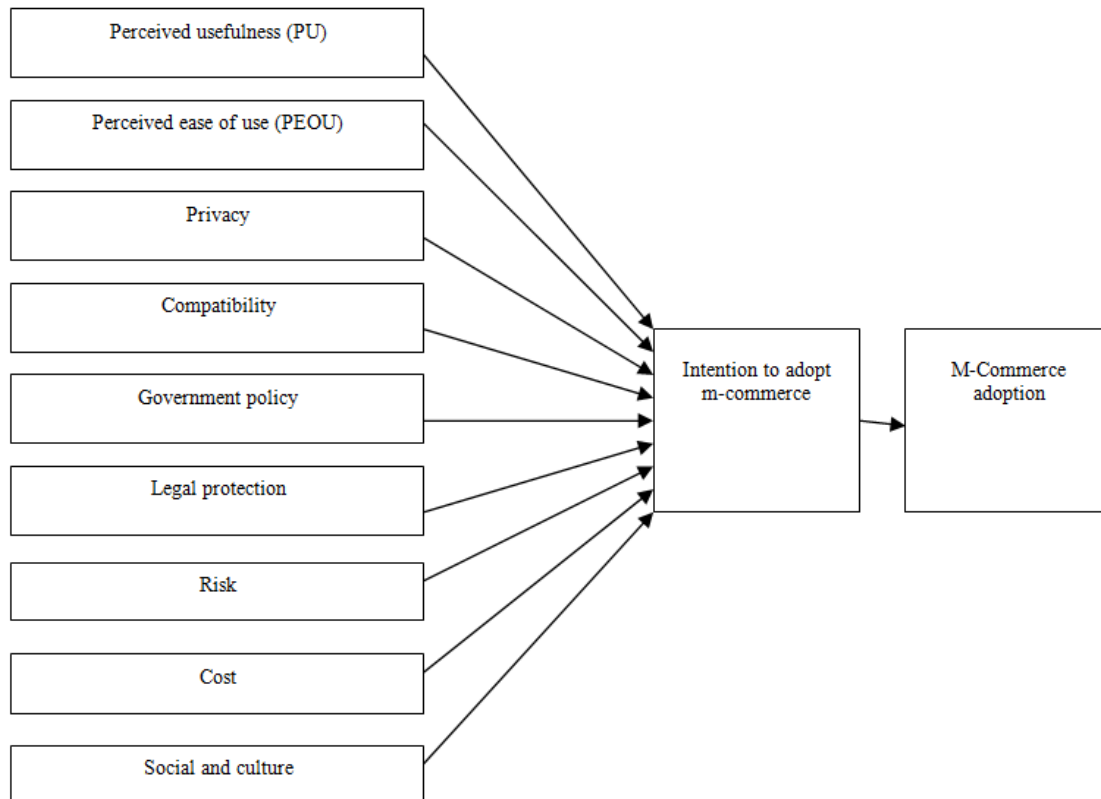 Perceived usefulness (PU)
Perceived ease of use (PEOU)
Privacy
Compatibility
Government policy
Legal protection
Risk
Cost
Social and culture
Intention to adopt
m-commerce
M-Commerce
adoption